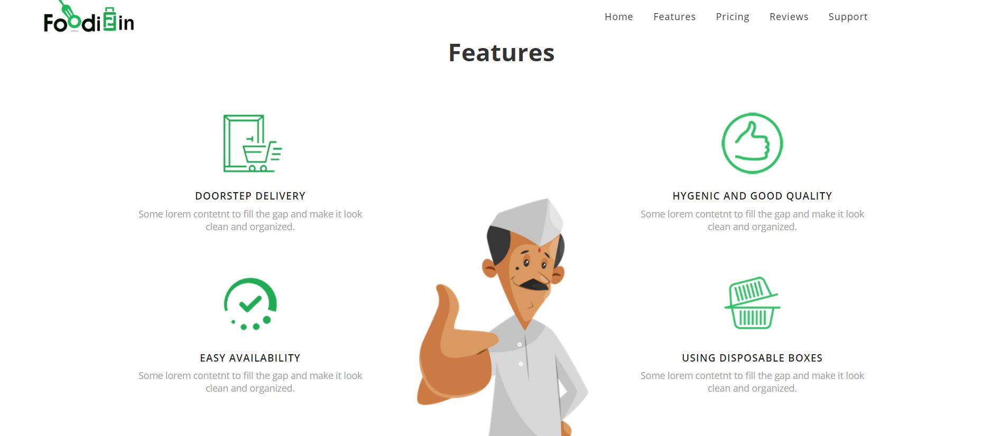 FoodiEin
Home Features Pricing Reviews Support
Features
DOORSTEP DELIVERY
Some lorem contetnt to fill the gap and make it look
clean and organized.
HYGENIC AND GOOD QUALITY
Some lorem contetnt to fill the gap and make it look
clean and organized.
EASY AVAILABILITY
Some lorem contetnt to fill the gap and make it look
clean and organized.
USING DISPOSABLE BOXES
Some lorem contetnt to fill the gap and make it look
clean and organized.